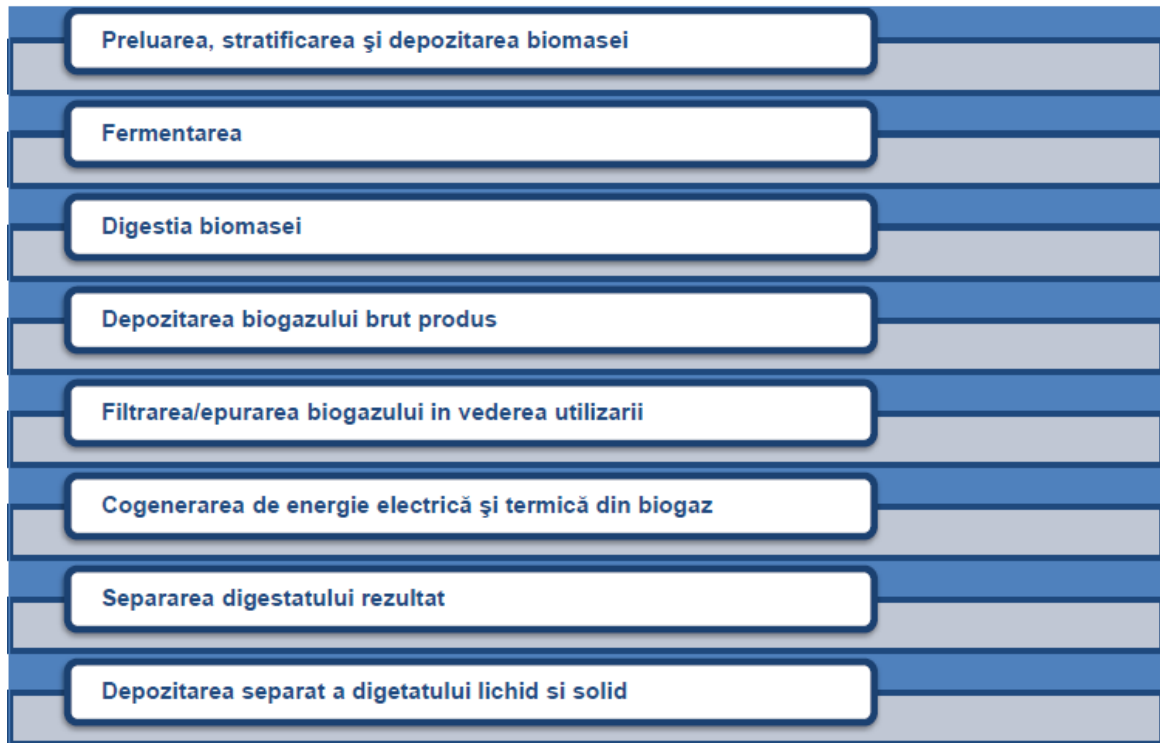 Preluarea, stratificarea şi depozitarea biomasei
Fermentarea
Digestia biomasei
Depozitarea biogazului brut produs
Filtrarea/epurarea biogazului in vederea utilizarii
Cogenerarea de energie electrică şi termică din biogaz
Separarea digestatului rezultat
Depozitarea separat a digetatului lichid si solid